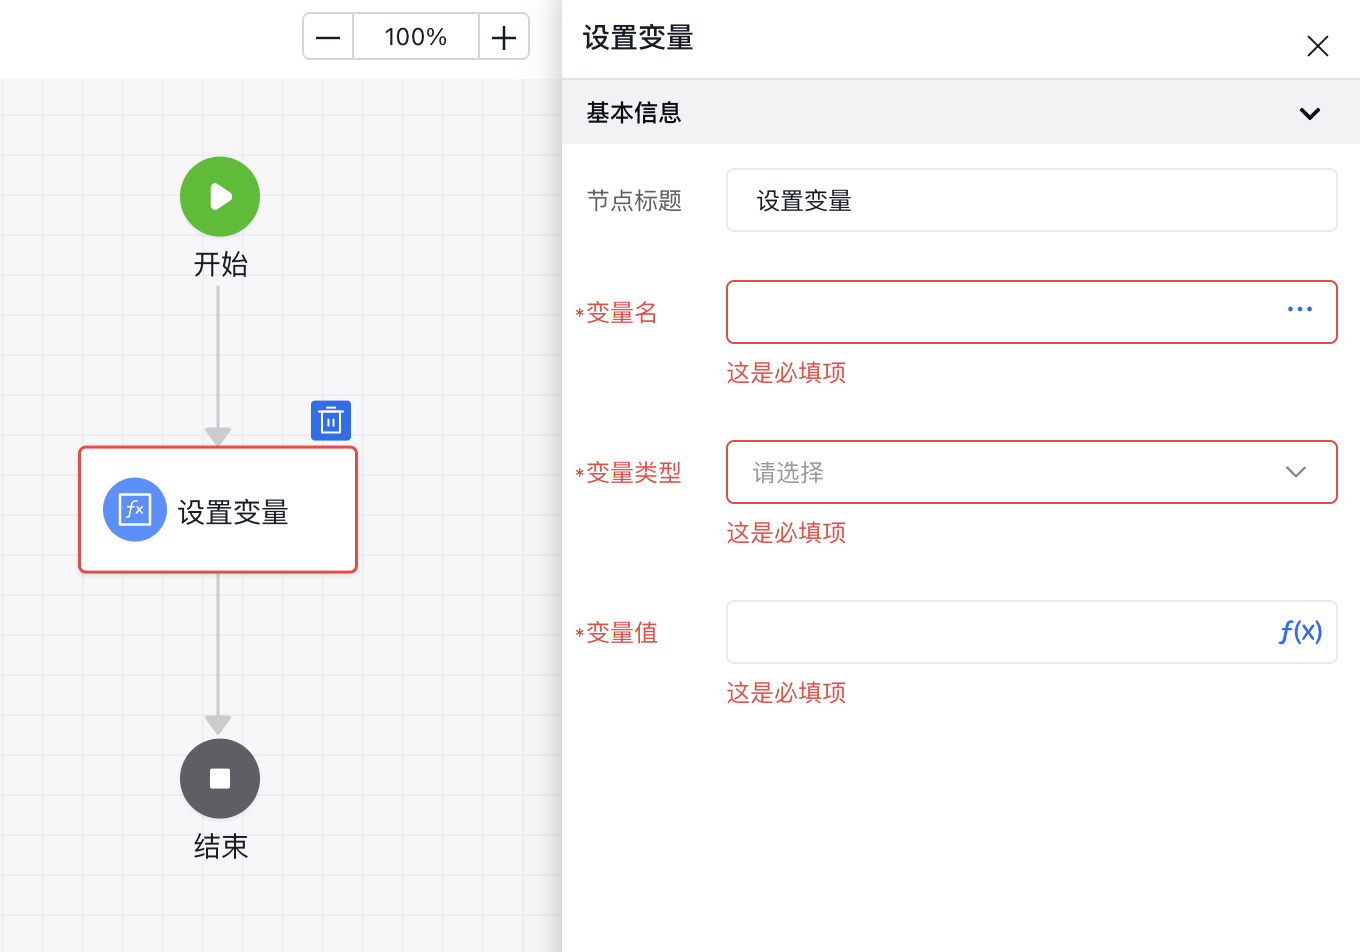 100%
开始
设置变量
结束
设置变量
基本信息
节点标题
设置变量
*变量名
...
这是必填项
*变量类型
请选择
这是必填项
*变量值
f(x)
这是必填项